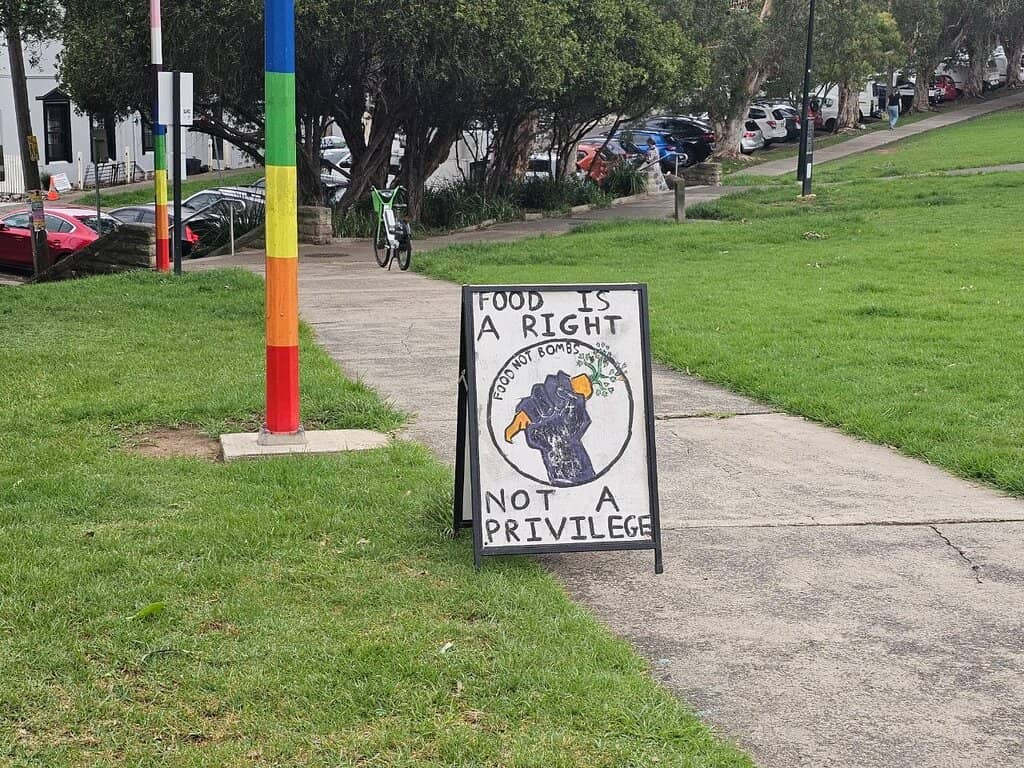 FOOD IS
A RIGHT
FOOD NOT BOMBS
NOT A
PRIVILEGE